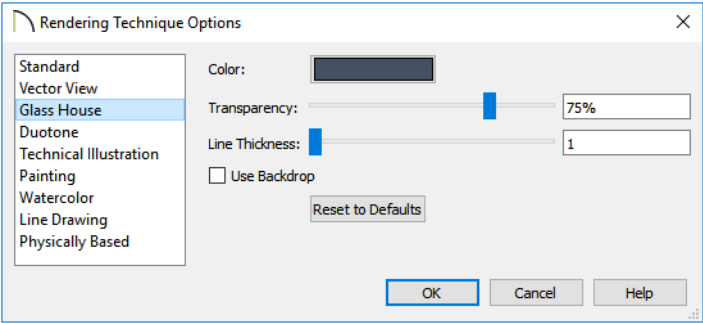 Rendering Technique Options
Standard
Vector View
Glass House
Duotone
Technical Illustration
Painting
Watercolor
Line Drawing
Physically Based
Color:
Transparency: 75%
Line Thickness: 1
Use Backdrop
Reset to Defaults
OK Cancel Help